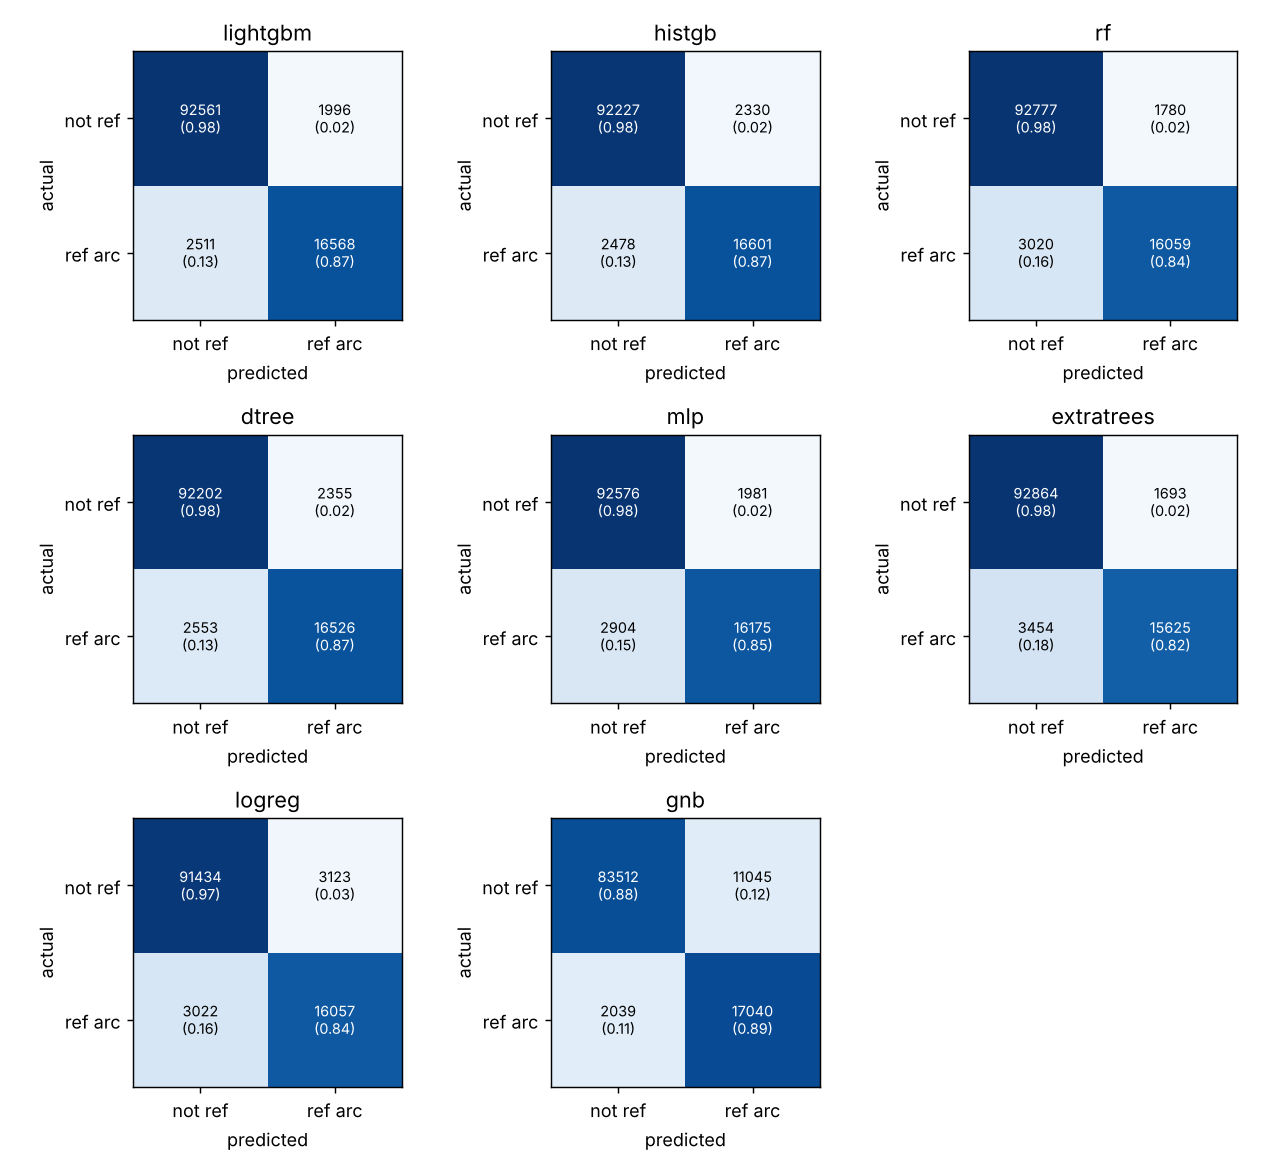 lightgbm
not ref
92561
(0.98)
1996
(0.02)
actual
ref arc
2511
(0.13)
16568
(0.87)
not ref
ref arc
predicted
histgb
not ref
92227
(0.98)
2330
(0.02)
actual
ref arc
2478
(0.13)
16601
(0.87)
not ref
ref arc
predicted
rf
not ref
92777
(0.98)
1780
(0.02)
actual
ref arc
3020
(0.16)
16059
(0.84)
not ref
ref arc
predicted
dtree
not ref
92202
(0.98)
2355
(0.02)
actual
ref arc
2553
(0.13)
16526
(0.87)
not ref
ref arc
predicted
mlp
not ref
92576
(0.98)
1981
(0.02)
actual
ref arc
2904
(0.15)
16175
(0.85)
not ref
ref arc
predicted
extratrees
not ref
92864
(0.98)
1693
(0.02)
actual
ref arc
3454
(0.18)
15625
(0.82)
not ref
ref arc
predicted
logreg
not ref
91434
(0.97)
3123
(0.03)
actual
ref arc
3022
(0.16)
16057
(0.84)
not ref
ref arc
predicted
gnb
not ref
83512
(0.88)
11045
(0.12)
actual
ref arc
2039
(0.11)
17040
(0.89)
not ref
ref arc
predicted